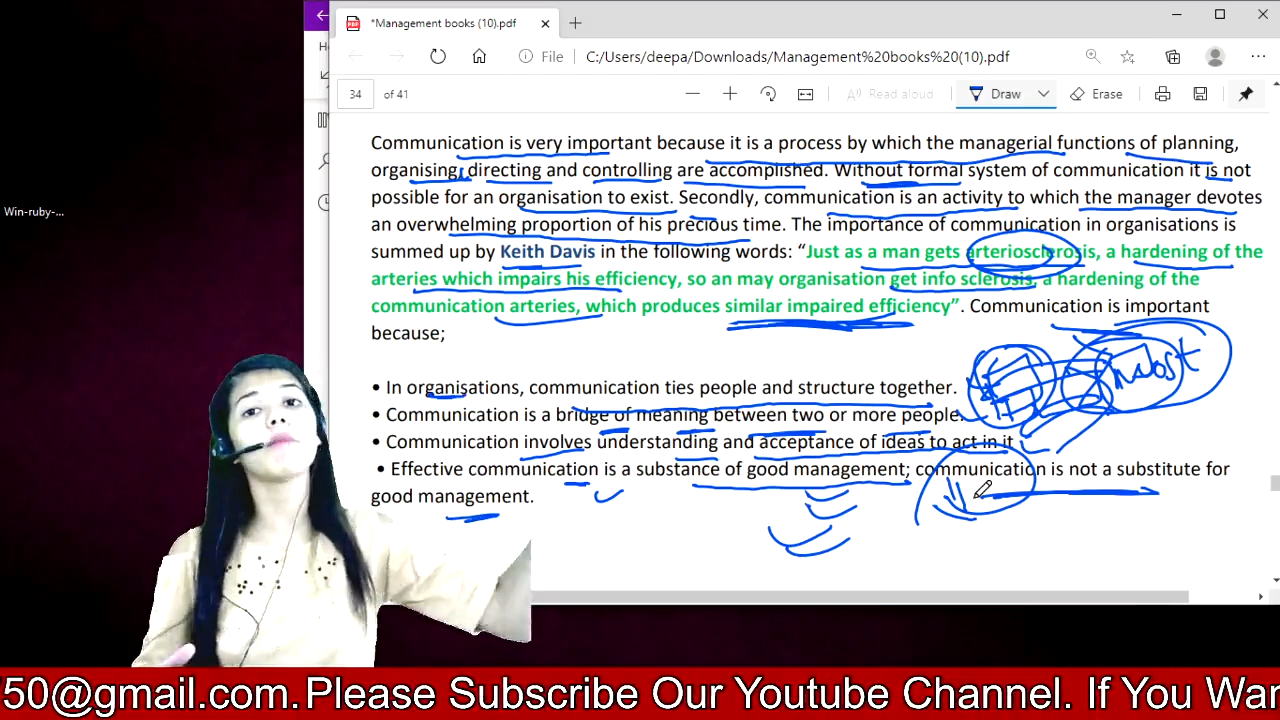 *Management books (10).pdf
File C:/Users/deepa/Downloads/Management%20books%20(10).pdf
34 of 41 Read aloud Draw Erase
Communication is very important because it is a process by which the managerial functions of planning,
organising, directing and controlling are accomplished. Without formal system of communication it is not
possible for an organisation to exist. Secondly, communication is an activity to which the manager devotes
an overwhelming proportion of his precious time. The importance of communication in organisations is
summed up by Keith Davis in the following words: “Just as a man gets arteriosclerosis, a hardening of the
arteries which impairs his efficiency, so an may organisation get info sclerosis, a hardening of the
communication arteries, which produces similar impaired efficiency”. Communication is important
because;
• In organisations, communication ties people and structure together.
• Communication is a bridge of meaning between two or more people.
• Communication involves understanding and acceptance of ideas to act in it
• Effective communication is a substance of good management; communication is not a substitute for
good management.
Win-ruby-...
'50@gmail.com. Please Subscribe Our Youtube Channel. If You Wan